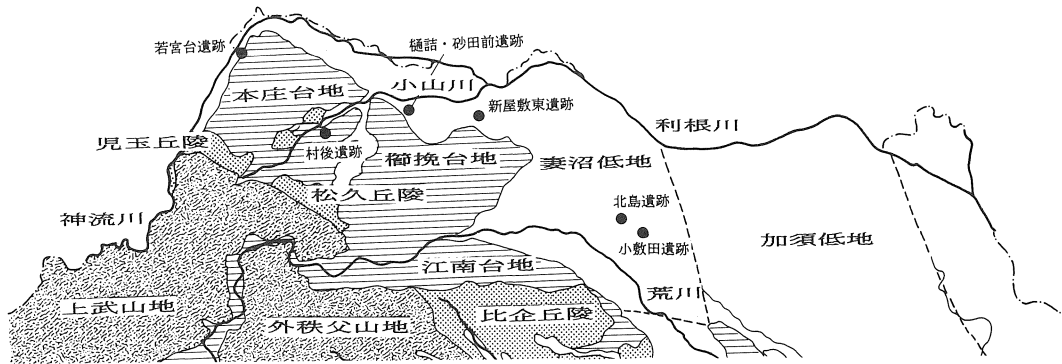 若宮台遺跡
樋詰・砂田前遺跡
本庄台地
小山川
新屋敷東遺跡
利根川
児玉丘陵
村後遺跡
櫛挽台地
妻沼低地
松久丘陵
北島遺跡
神流川
小敷田遺跡
加須低地
江南台地
荒川
上武山地
外秩父山地
比企丘陵